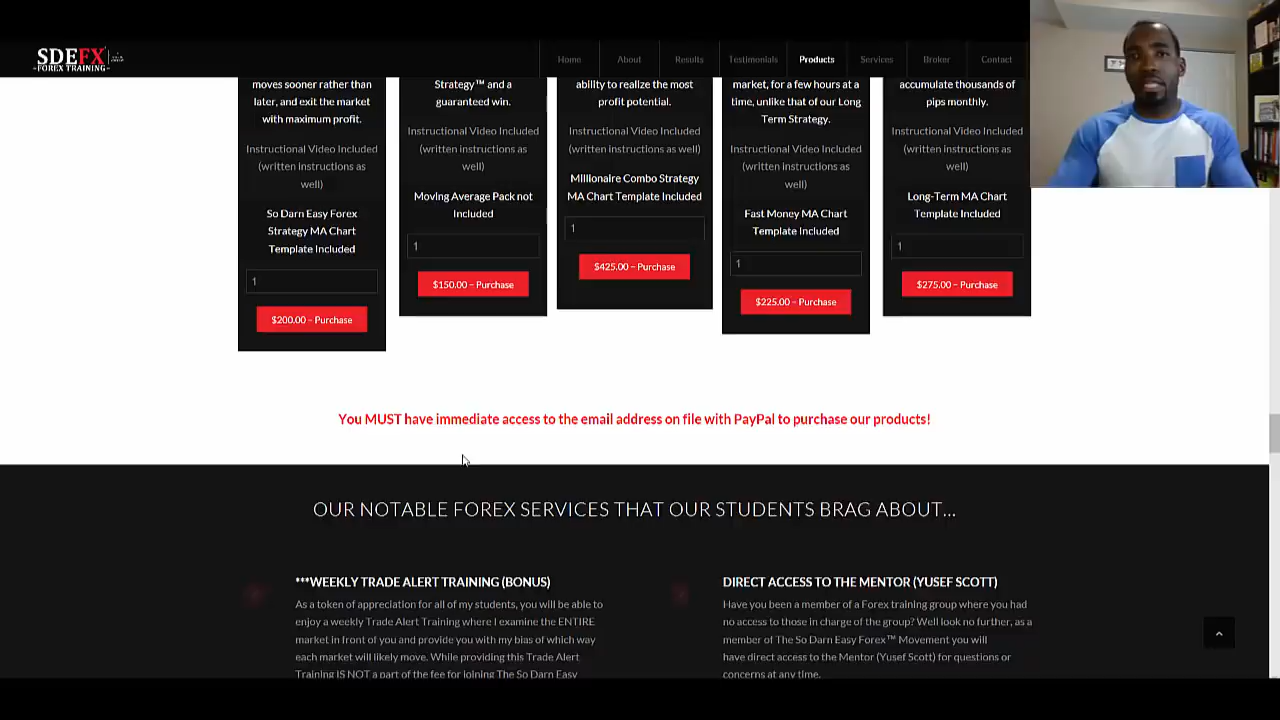 SDEFX
FOREX TRAINING
Home
About
Results
Testimonials
Products
Services
Broker
Contact
moves sooner rather than
later, and exit the market
with maximum profit.
Instructional Video Included
(written instructions as
well)
So Darn Easy Forex
Strategy MA Chart
Template Included
1
$200.00 – Purchase
Strategy™ and a
guaranteed win.
Instructional Video Included
(written instructions as
well)
Moving Average Pack not
Included
1
$150.00 – Purchase
ability to realize the most
profit potential.
Instructional Video Included
(written instructions as well)
Millionaire Combo Strategy
MA Chart Template Included
1
$425.00 – Purchase
market, for a few hours at a
time, unlike that of our Long
Term Strategy.
Instructional Video Included
(written instructions as
well)
Fast Money MA Chart
Template Included
1
$225.00 – Purchase
accumulate thousands of
pips monthly.
Instructional Video Included
(written instructions as
well)
Long-Term MA Chart
Template Included
1
$275.00 – Purchase
You MUST have immediate access to the email address on file with PayPal to purchase our products!
OUR NOTABLE FOREX SERVICES THAT OUR STUDENTS BRAG ABOUT...
***WEEKLY TRADE ALERT TRAINING (BONUS)
As a token of appreciation for all of my students, you will be able to
enjoy a weekly Trade Alert Training where I examine the ENTIRE
market in front of you and provide you with my bias of which way
each market will likely move. While providing this Trade Alert
Training IS NOT a part of the fee for joining The So Darn Easy
DIRECT ACCESS TO THE MENTOR (YUSEF SCOTT)
Have you been a member of a Forex training group where you had
no access to those in charge of the group? Well look no further, as a
member of The So Darn Easy Forex™ Movement you will
have direct access to the Mentor (Yusef Scott) for questions or
concerns at any time.